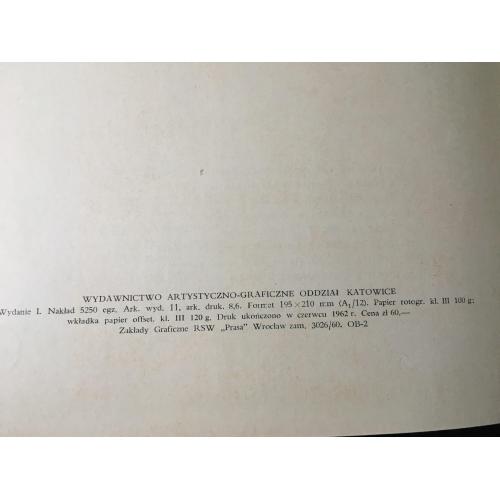 WYDAWNICTWO ARTYSTYCZNO-GRAFICZNE ODDZIAŁ KATOWICE
Wydanie I. Nakład 5250 egz. Ark. wyd. 11, ark. druk. 8,6. Format 195×210 mm (A1/12). Papier rotogr. kl. III 100 g;
wkładka papier offset. kl. III 120 g. Druk ukończono w czerwcu 1962 r. Cena zł 60,—
Zakłady Graficzne RSW „Prasa" Wrocław zam, 3026/60. OB-2